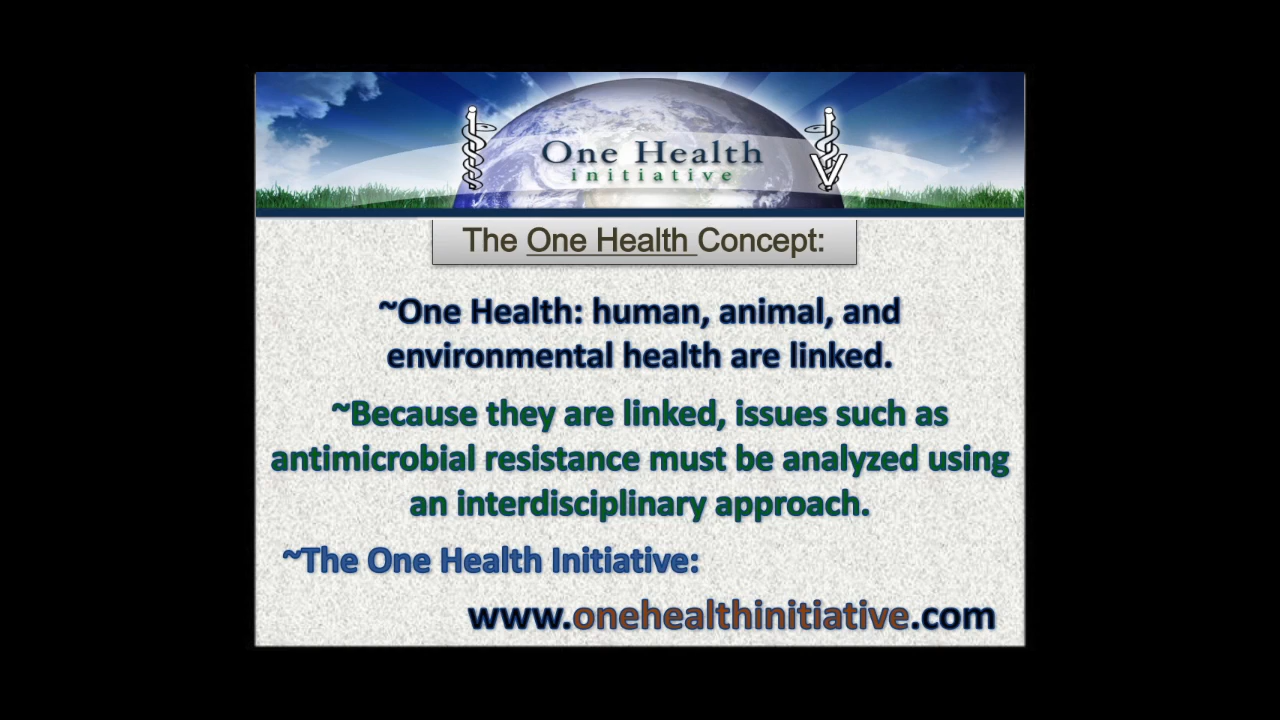 One Health
initiative
The One Health Concept:
~One Health: human, animal, and
environmental health are linked.
~Because they are linked, issues such as
antimicrobial resistance must be analyzed using
an interdisciplinary approach.
~The One Health Initiative:
www.onehealthinitiative.com